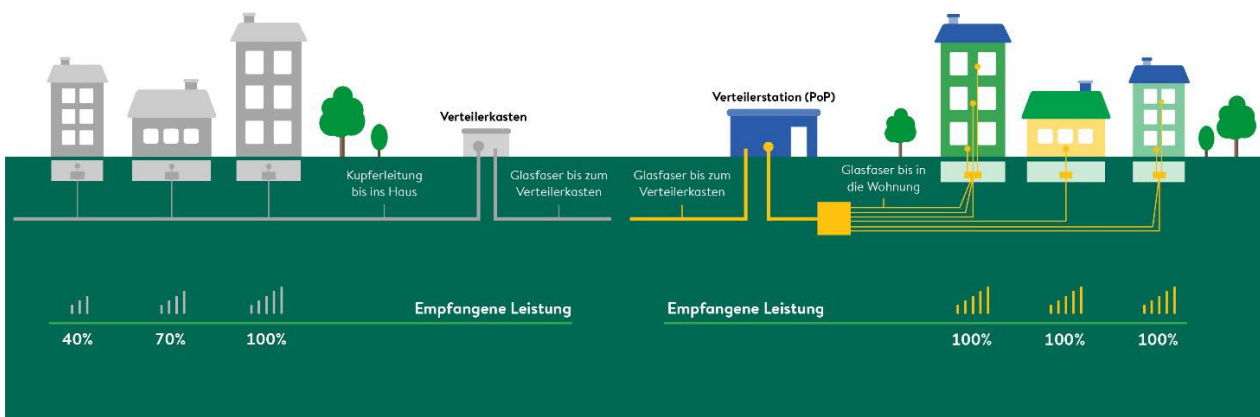 Verteilerkasten
Verteilerstation (PoP)
Kupferleitung
bis ins Haus
Glasfaser bis zum
Verteilerkasten
Glasfaser bis zum
Verteilerkasten
Glasfaser bis in
die Wohnung
Empfangene Leistung
40%
70%
100%
Empfangene Leistung
100%
100%
100%